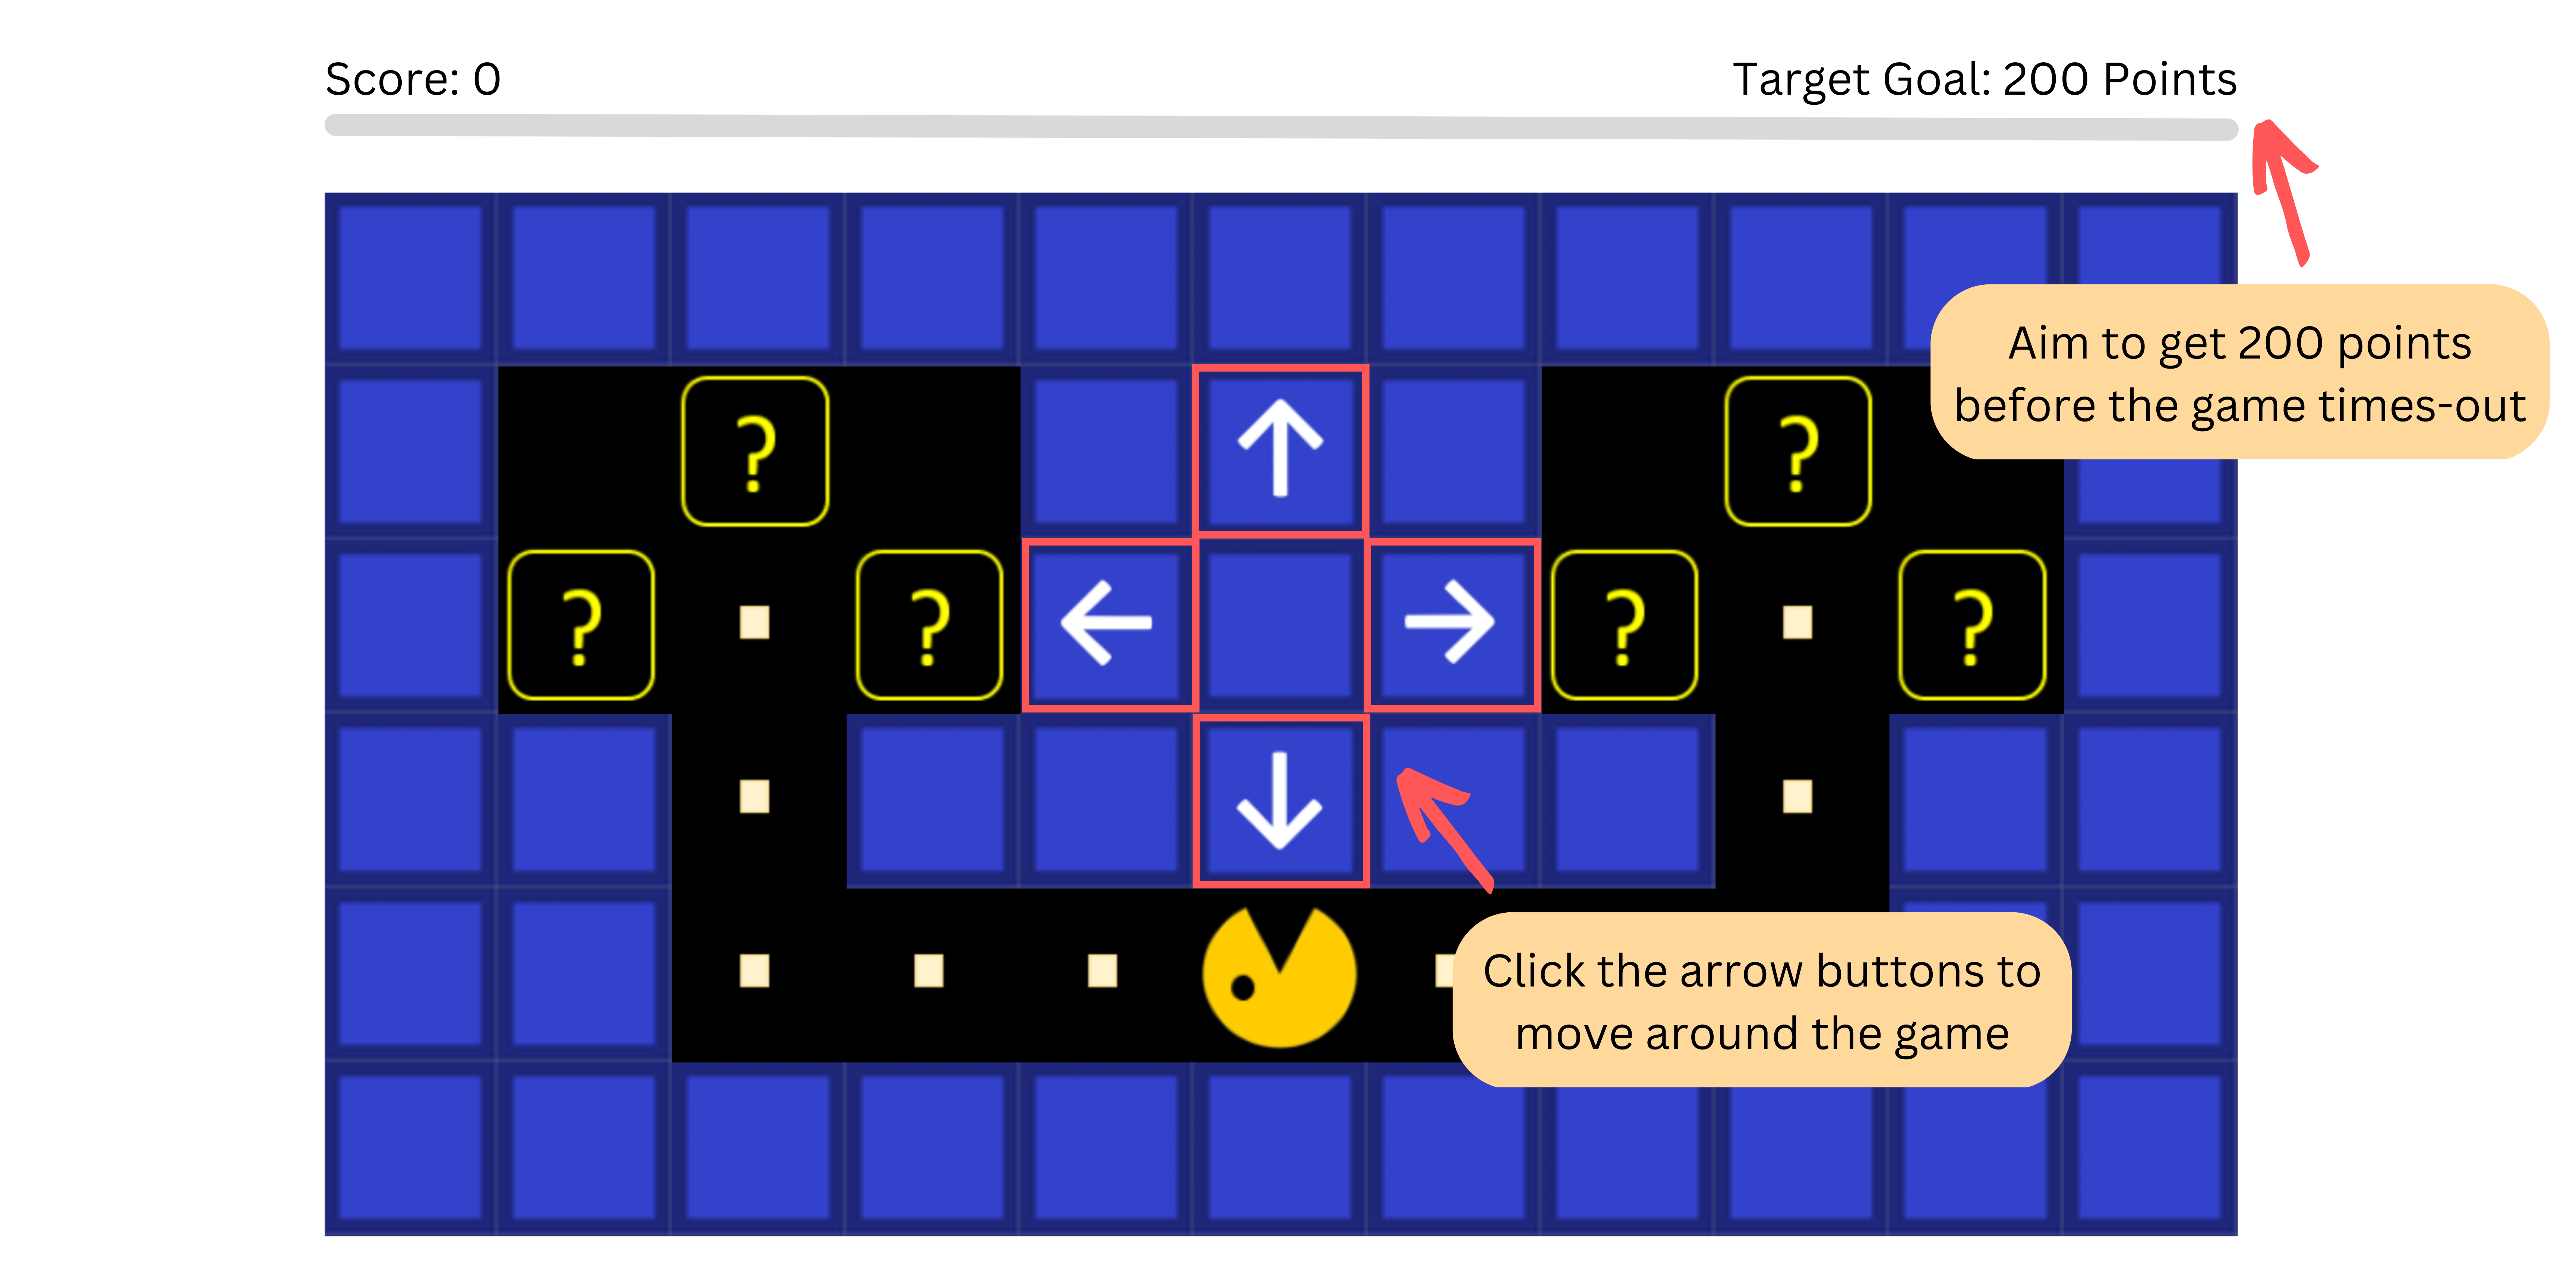 Score: 0
Target Goal: 200 Points
Aim to get 200 points
before the game times-out
?
?
?
?
?
?
Click the arrow buttons to
move around the game